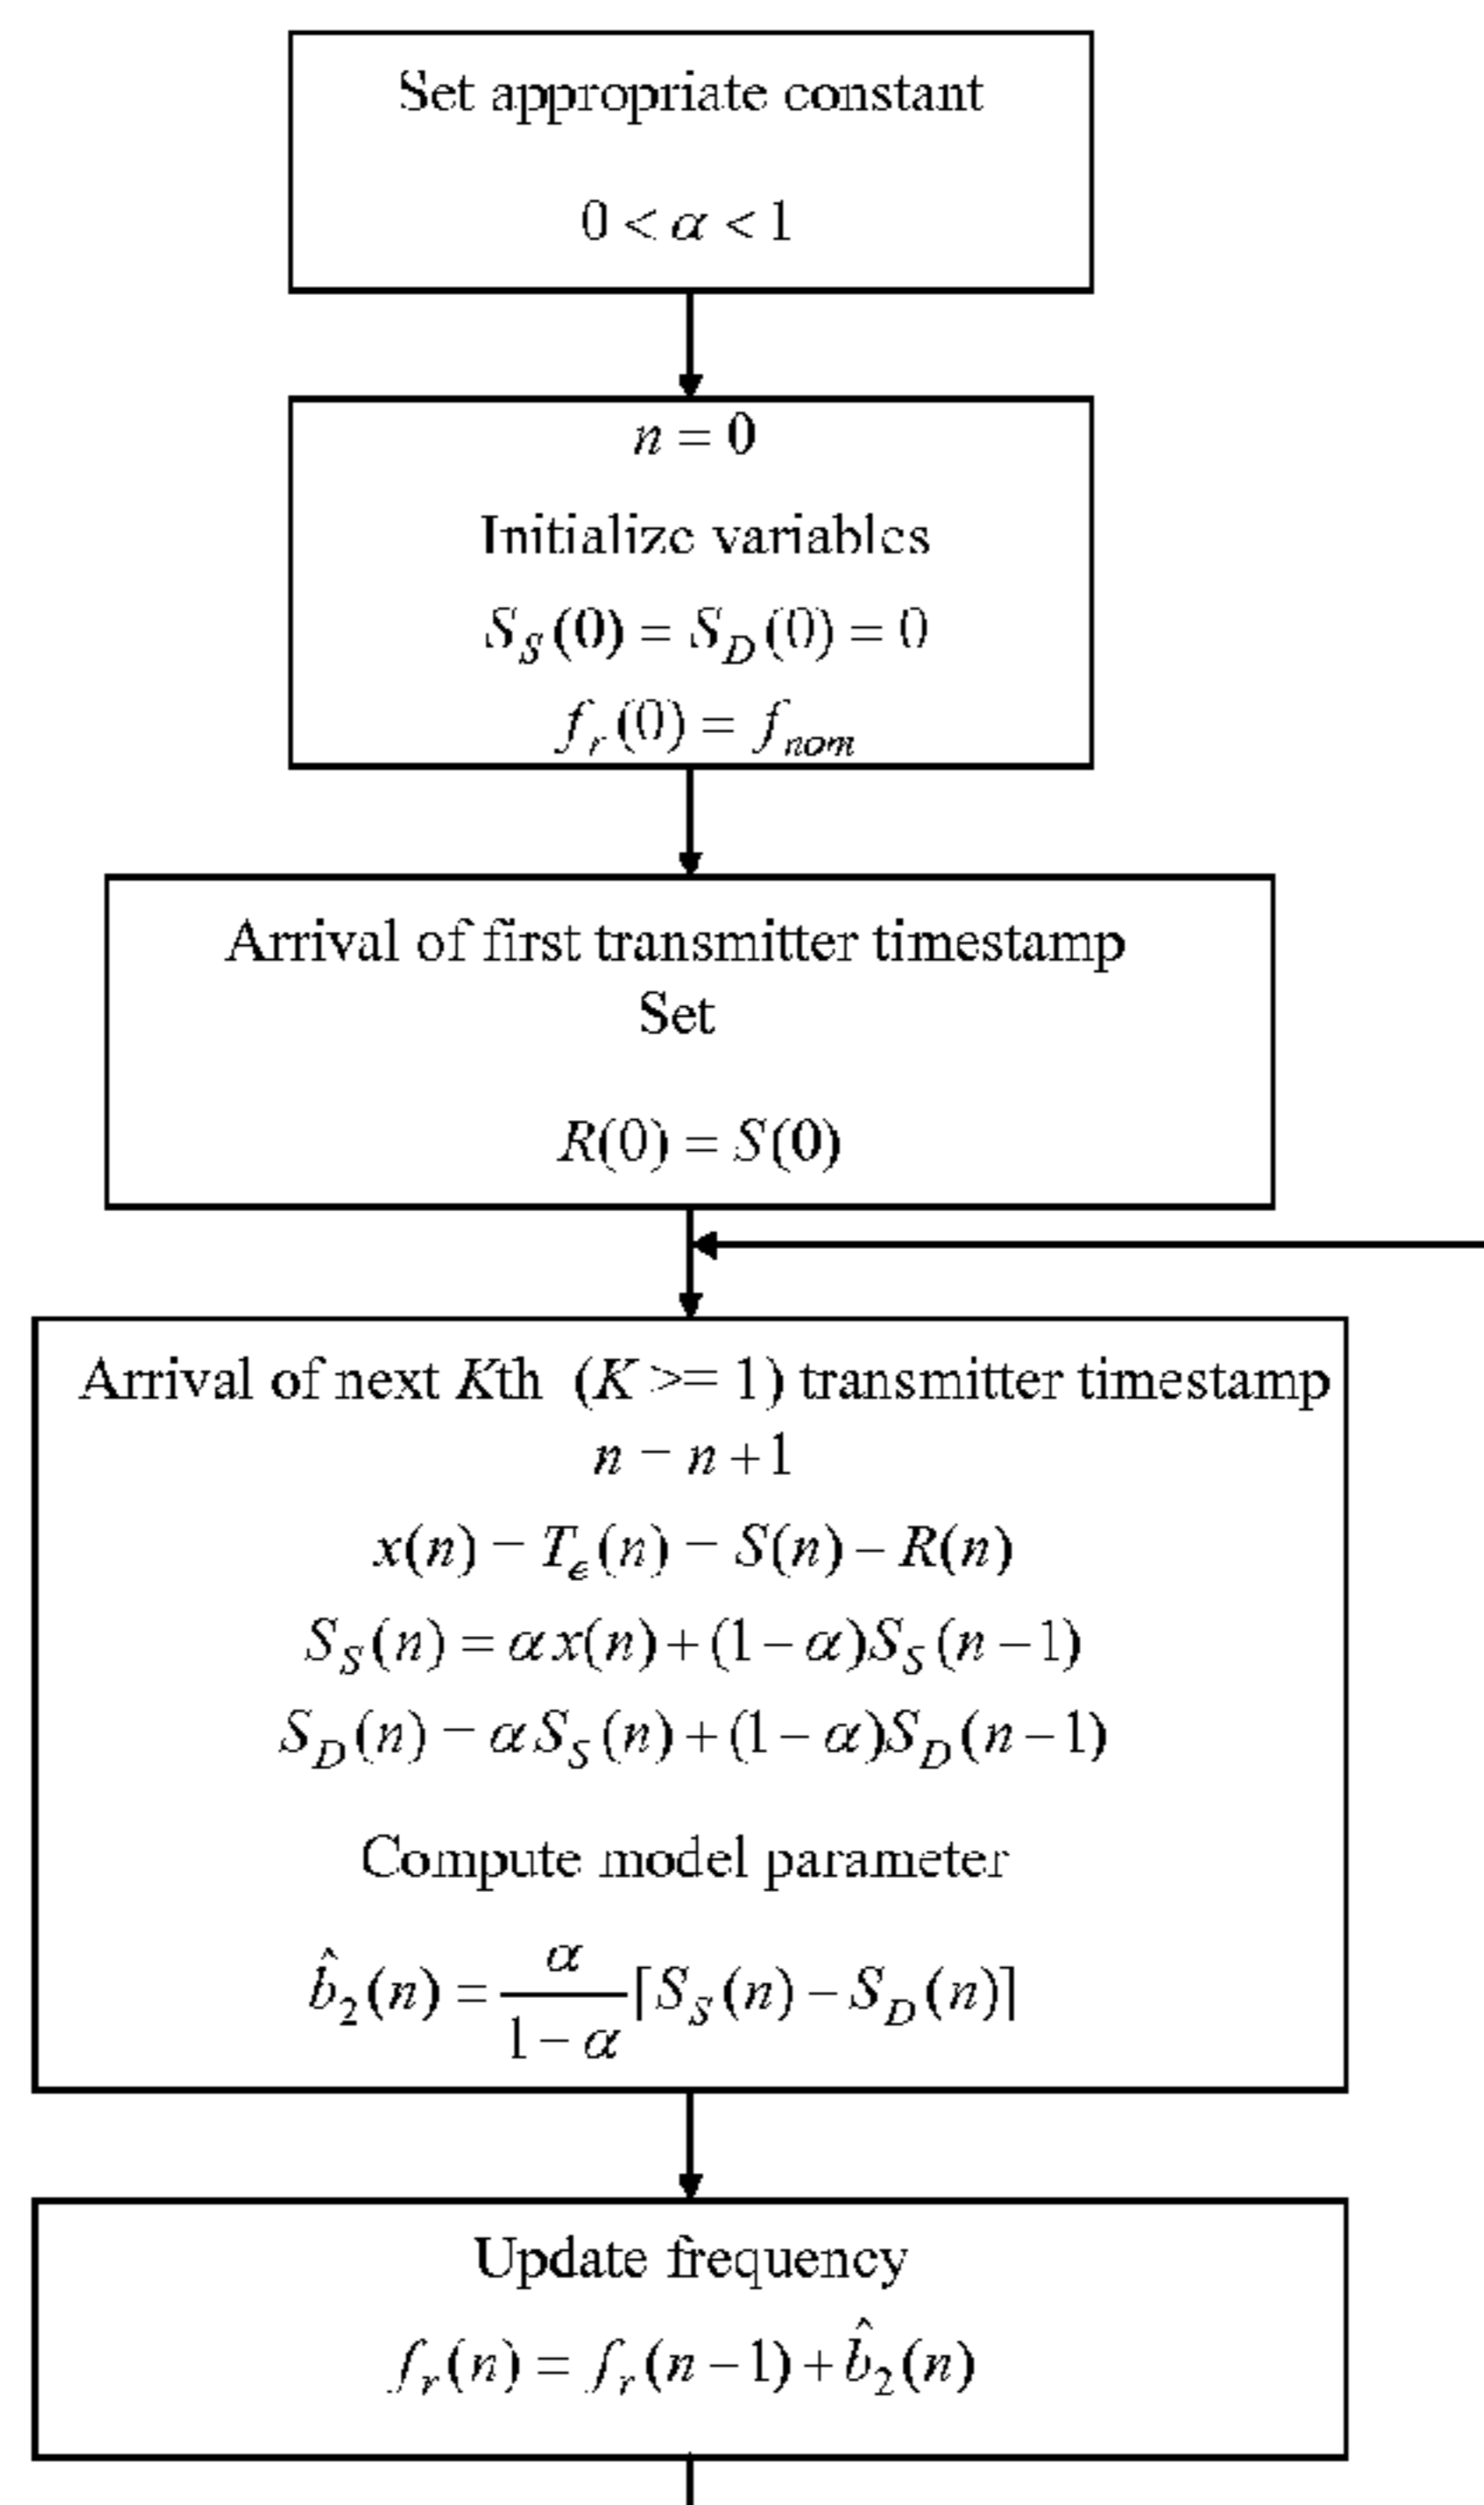 Set appropriate constant
0 < α < 1
n = 0
Initialize variables
S_S(0) = S_D(0) = 0
f_r(0) = f_nom
Arrival of first transmitter timestamp
Set
R(0) = S(0)
Arrival of next Kth (K >= 1) transmitter timestamp
n = n + 1
x(n) = T_ϵ(n) = S(n) − R(n)
S_S(n) = αx(n) + (1 − α)S_S(n − 1)
S_D(n) = αS_S(n) + (1 − α)S_D(n − 1)
Compute model parameter
b̂_2(n) = α/(1 − α) [S_S(n) − S_D(n)]
Update frequency
f_r(n) = f_r(n − 1) + b̂_2(n)